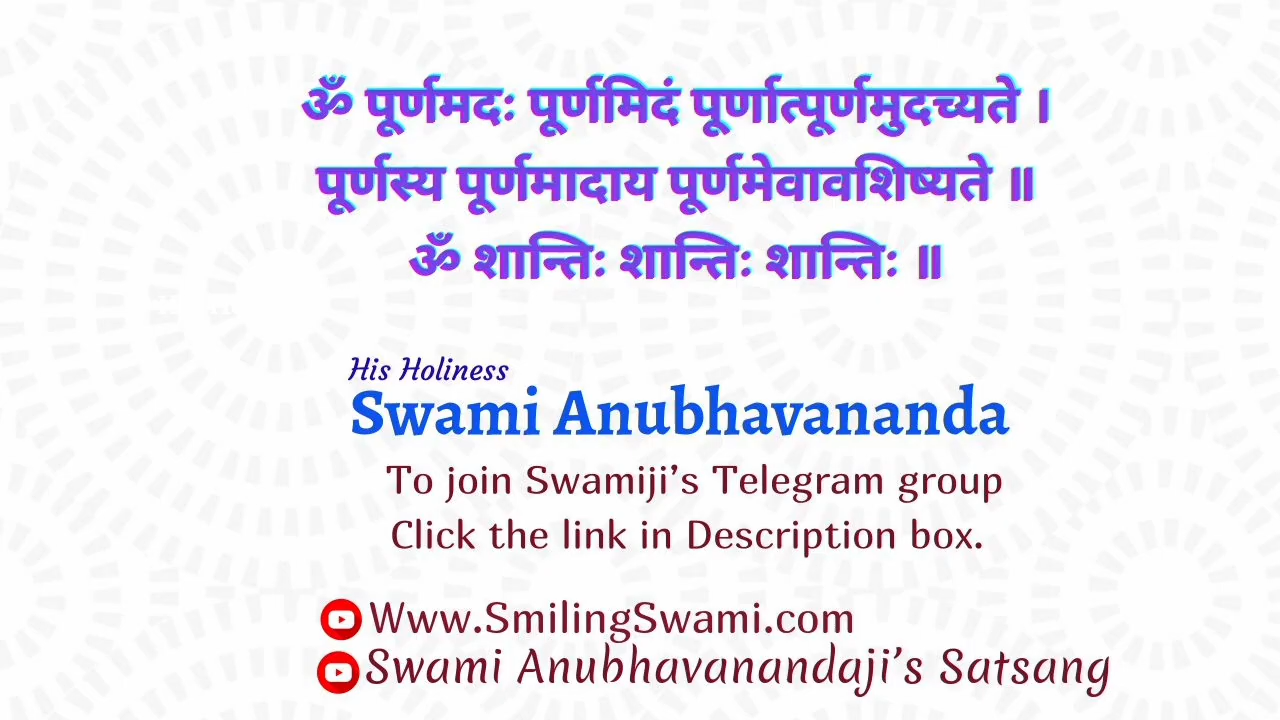 ॐ पूर्णमदः पूर्णमिदं पूर्णात्पूर्णमुदच्यते ।
पूर्णस्य पूर्णमादाय पूर्णमेवावशिष्यते ॥
ॐ शान्तिः शान्तिः शान्तिः ॥
His Holiness
Swami Anubhavananda
To join Swamiji's Telegram group
Click the link in Description box.
Www.SmilingSwami.com
Swami Anubhavanandaji's Satsang